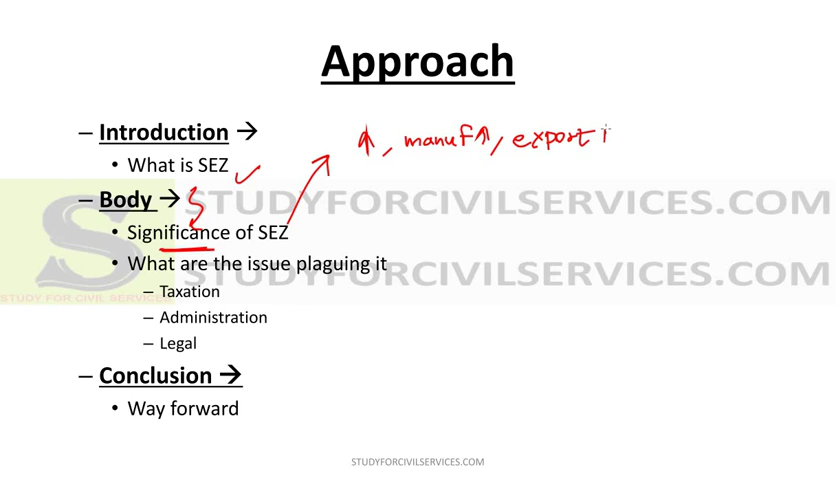 Approach
– Introduction →
↑, manuf↑, export
• What is SEZ ✓
– Body →
STUDYFORCIVILSERVICES.COM
• Significance of SEZ
• What are the issue plaguing it
STUDYFORCIVILSERVICES.COM
S
STUDY FOR CIVIL SERVICES
– Taxation
– Administration
– Legal
– Conclusion →
• Way forward
STUDYFORCIVILSERVICES.COM